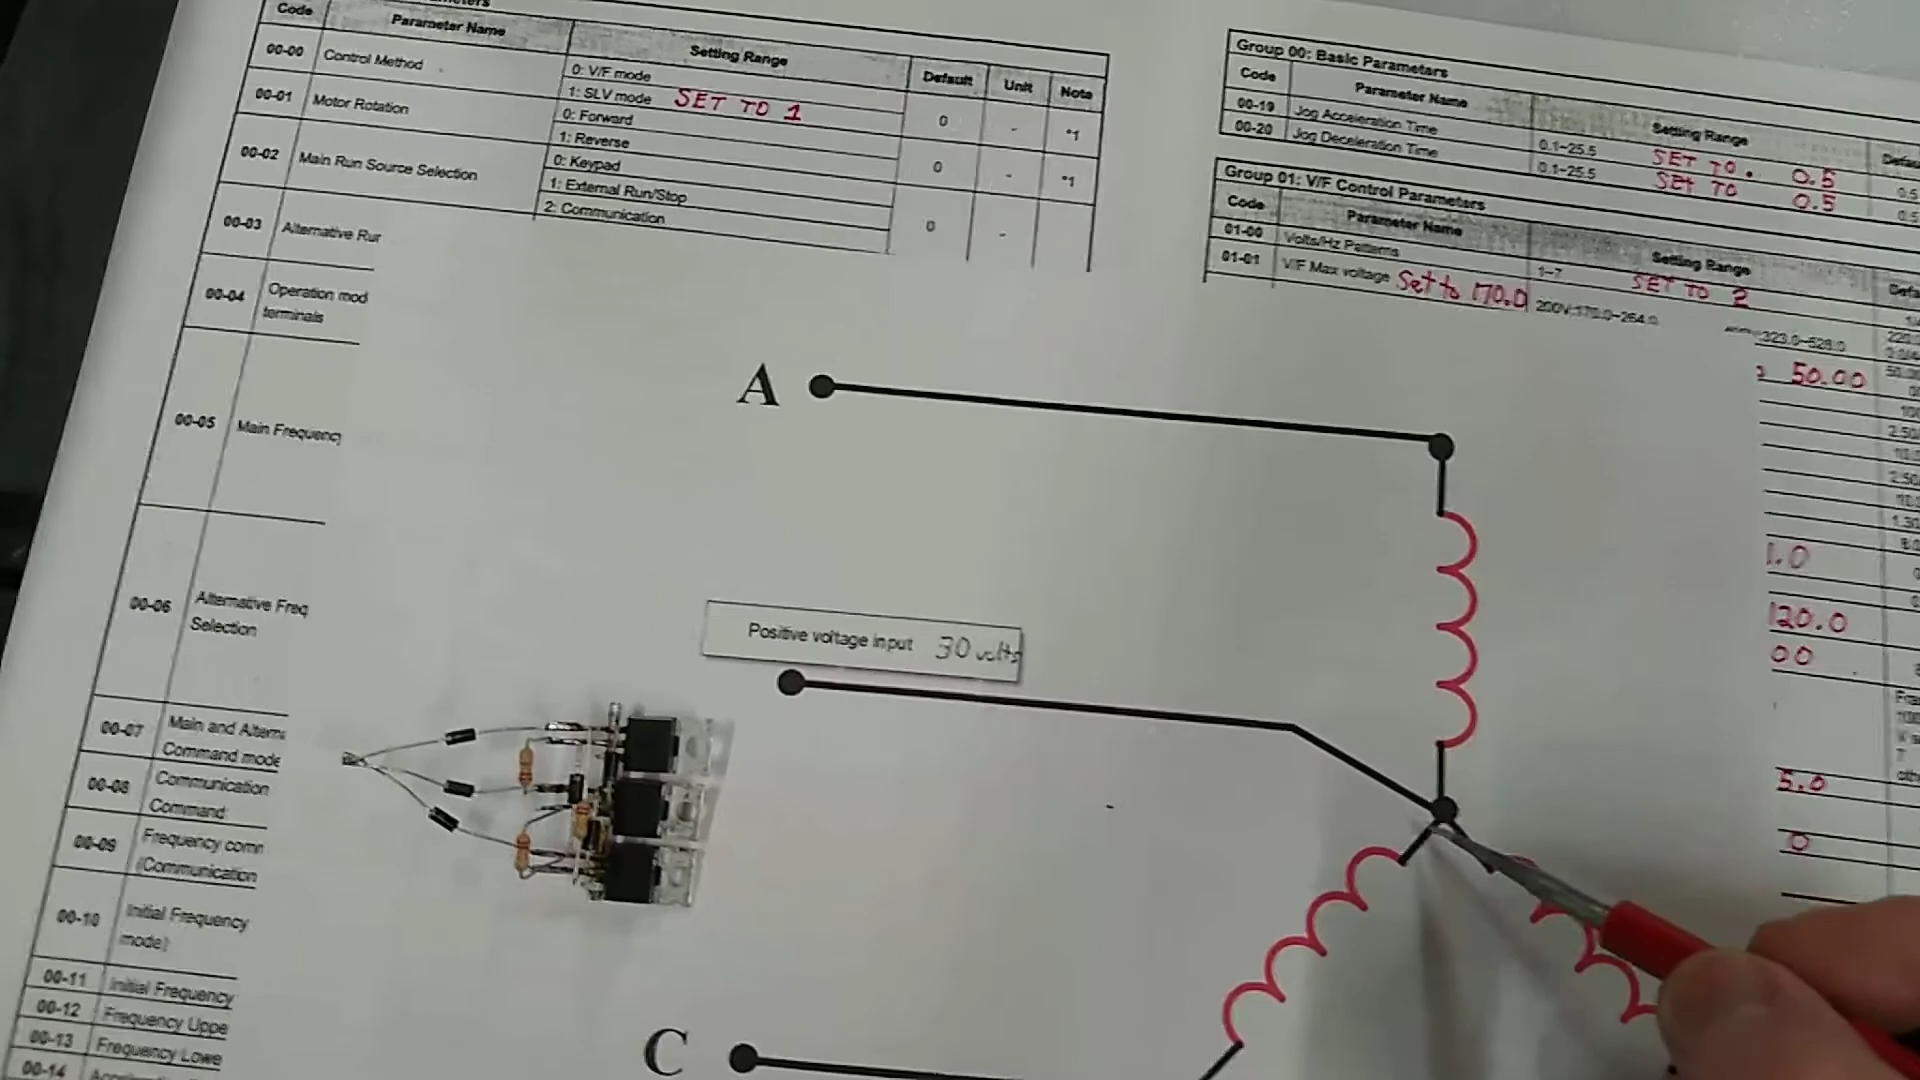 Code Parameter Name Setting Range Default Unit Note
00-00 Control Method 0: V/F mode
1: SLV mode SET TO 1 0 - *1
00-01 Motor Rotation 0: Forward
1: Reverse 0 - *1
00-02 Main Run Source Selection 0: Keypad
1: External Run/Stop
2: Communication 0 -
00-03 Alternative Rur
00-04 Operation mod
terminals
00-05 Main Frequency
00-06 Alternative Freq
Selection
00-07 Main and Altern
Command mode
00-08 Communication
Command
00-09 Frequency comm
(Communication
00-10 Initial Frequency
mode)
00-11 Initial Frequency
00-12 Frequency Uppe
00-13 Frequency Lowe
00-14
Group 00: Basic Parameters
Code Parameter Name Setting Range Defau
00-19 Jog Acceleration Time 0.1~25.5 SET TO. 0.5 0.5
00-20 Jog Deceleration Time 0.1~25.5 SET TO 0.5 0.5
Group 01: V/F Control Parameters
Code Parameter Name Setting Range Defa
01-00 Volts/Hz Patterns 1~7 SET TO 2
01-01 V/F Max voltage Set to 170.0 200V:170.0~264.0
323.0~528.0 220.
50.00
1.0
120.0
00
5.0
0
A
Positive voltage input 30 volts
C